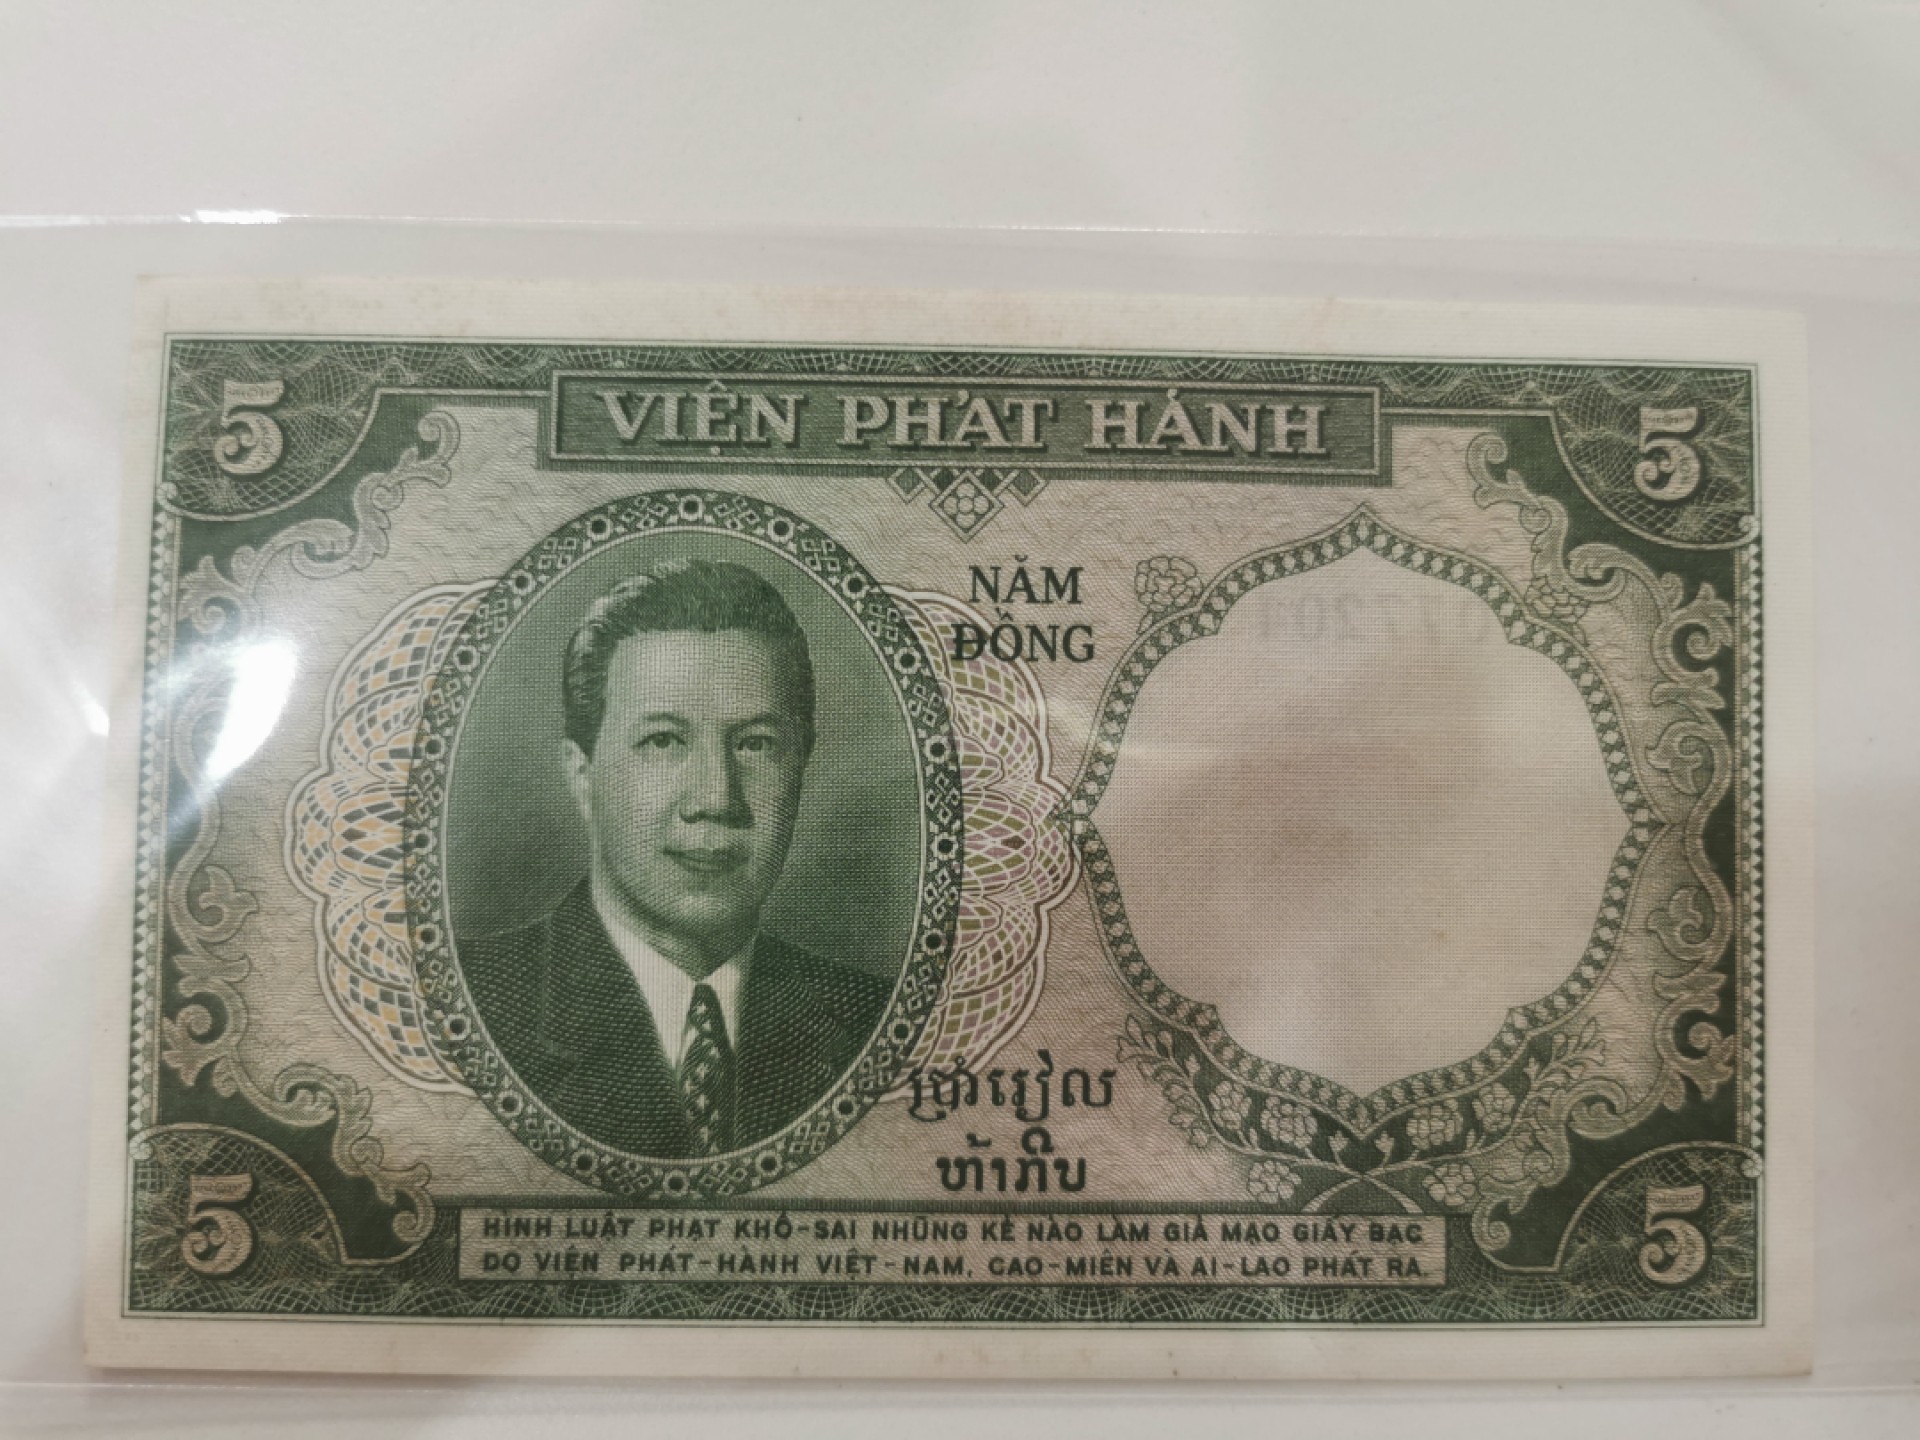 5
VIỆN PHÁT HÀNH
5
NĂM
ĐỒNG
ប្រាំរៀល
ຫ້າກີບ
5
HÌNH LUẬT PHẠT KHỔ-SAI NHỮNG KẺ NÀO LÀM GIẢ MẠO GIẤY BẠC
DO VIỆN PHÁT-HÀNH VIỆT-NAM, CAO-MIÊN VÀ AI-LAO PHÁT RA.
5